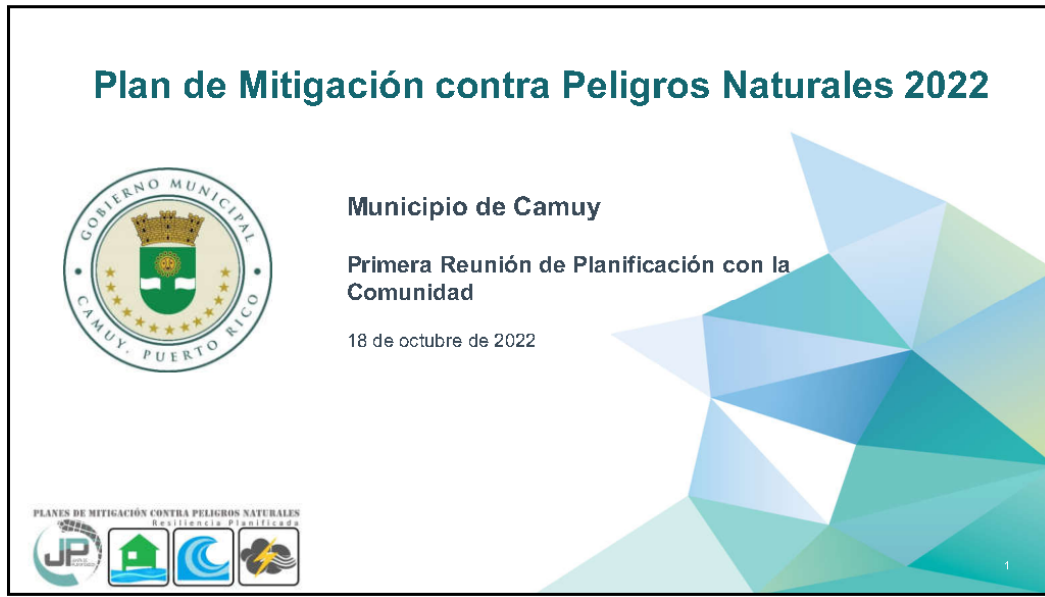 Plan de Mitigación contra Peligros Naturales 2022
GOBIERNO MUNICIPAL
CAMUY, PUERTO RICO
Municipio de Camuy
Primera Reunión de Planificación con la
Comunidad
18 de octubre de 2022
PLANES DE MITIGACIÓN CONTRA PELIGROS NATURALES
Resiliencia Planificada
JP
1